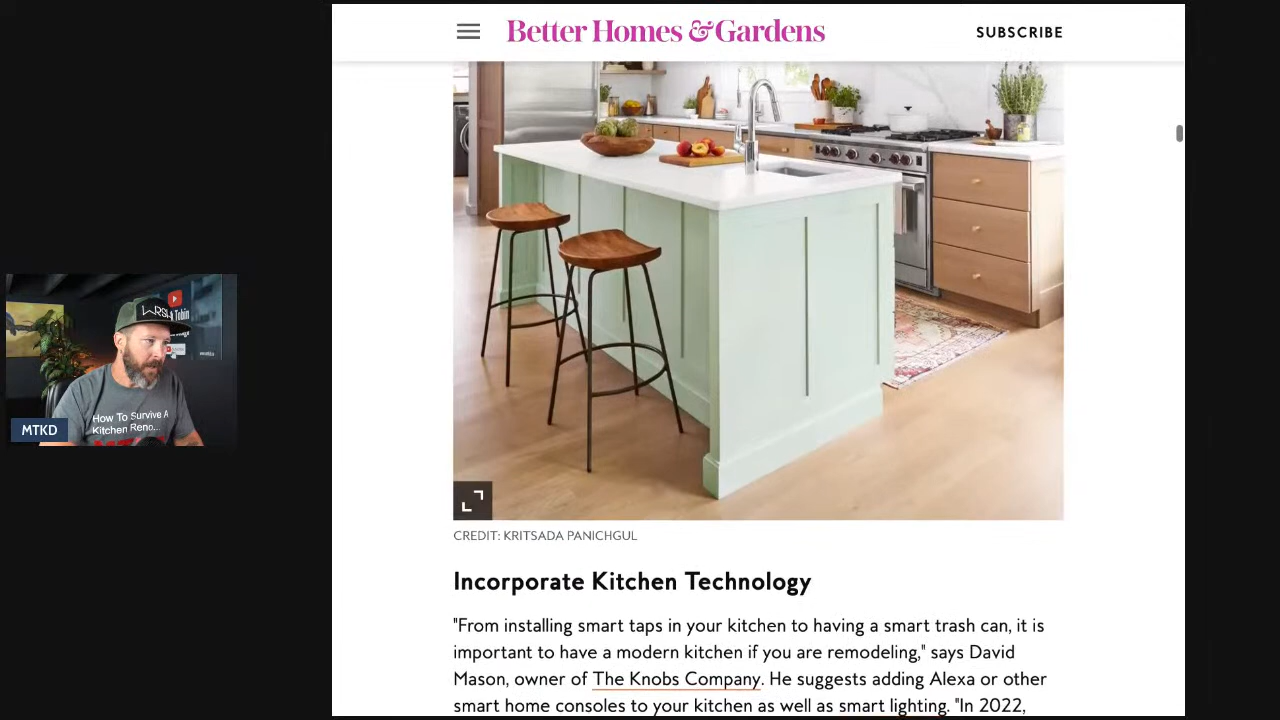 Better Homes & Gardens
SUBSCRIBE
How To Survive A
Kitchen Reno...
MTKD
CREDIT: KRITSADA PANICHGUL
Incorporate Kitchen Technology
"From installing smart taps in your kitchen to having a smart trash can, it is
important to have a modern kitchen if you are remodeling," says David
Mason, owner of The Knobs Company. He suggests adding Alexa or other
smart home consoles to your kitchen as well as smart lighting. "In 2022,